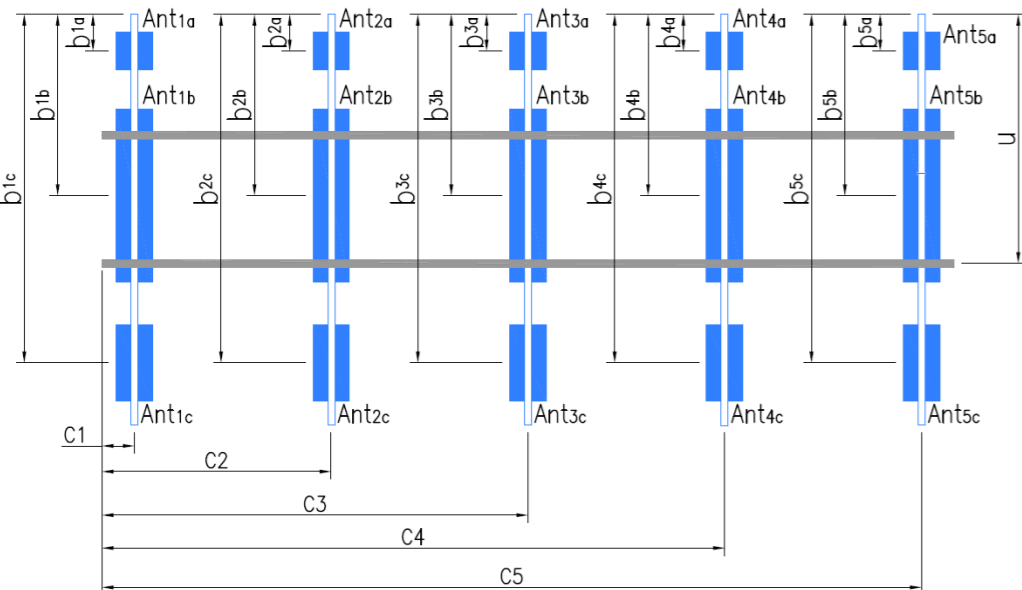 Ant1a
Ant2a
Ant3a
Ant4a
Ant5a
b1a
b2a
b3a
b4a
b5a
Ant1b
Ant2b
Ant3b
Ant4b
Ant5b
b1b
b2b
b3b
b4b
b5b
u
b1c
b2c
b3c
b4c
b5c
Ant1c
Ant2c
Ant3c
Ant4c
Ant5c
C1
C2
C3
C4
C5